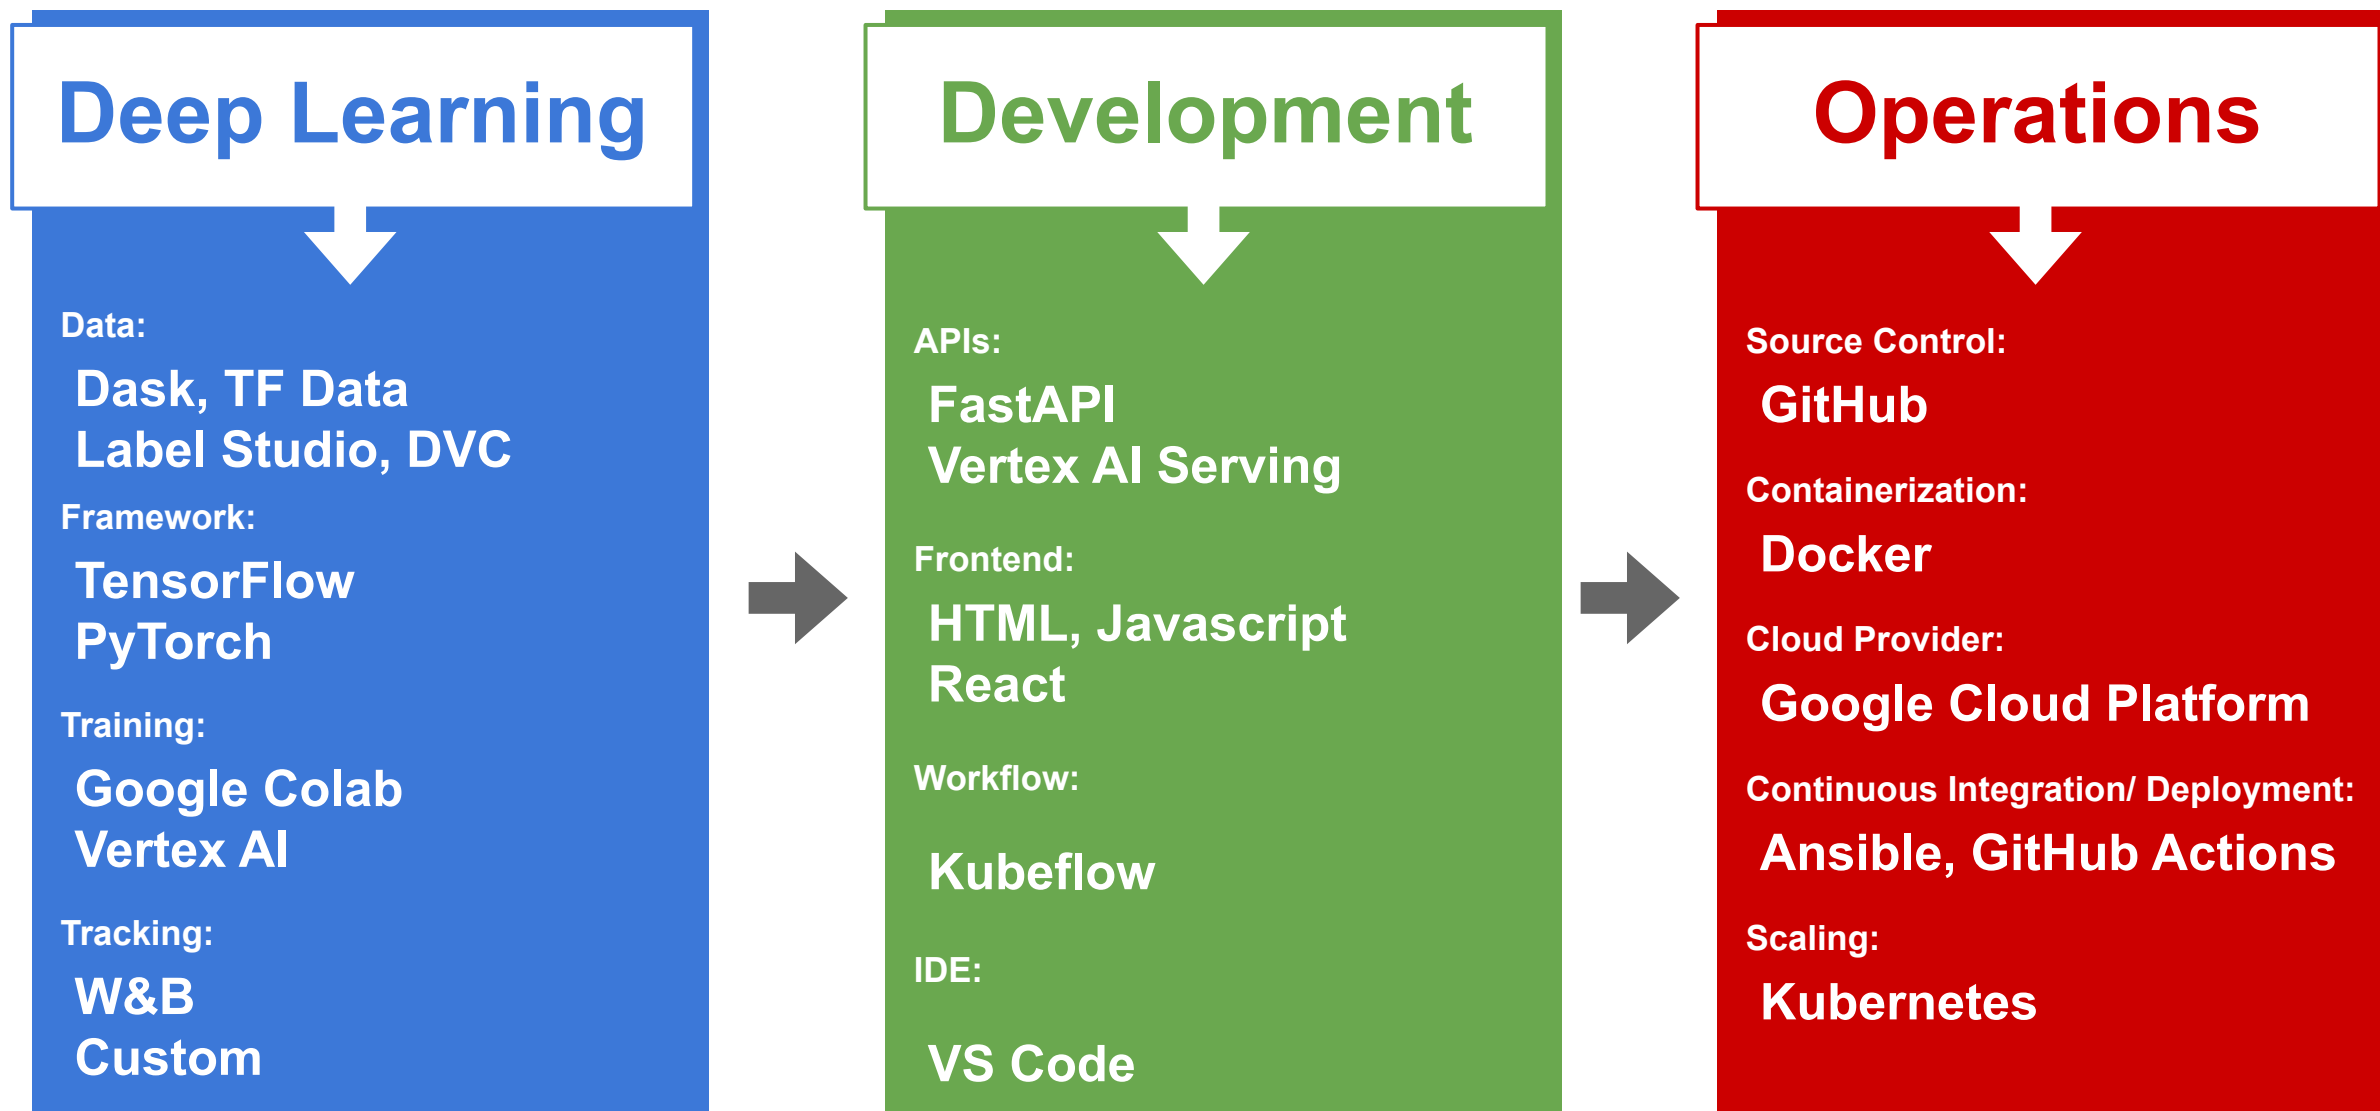 Deep Learning
Data:
Dask, TF Data
Label Studio, DVC
Framework:
TensorFlow
PyTorch
Training:
Google Colab
Vertex AI
Tracking:
W&B
Custom
Development
APIs:
FastAPI
Vertex AI Serving
Frontend:
HTML, Javascript
React
Workflow:
Kubeflow
IDE:
VS Code
Operations
Source Control:
GitHub
Containerization:
Docker
Cloud Provider:
Google Cloud Platform
Continuous Integration/ Deployment:
Ansible, GitHub Actions
Scaling:
Kubernetes